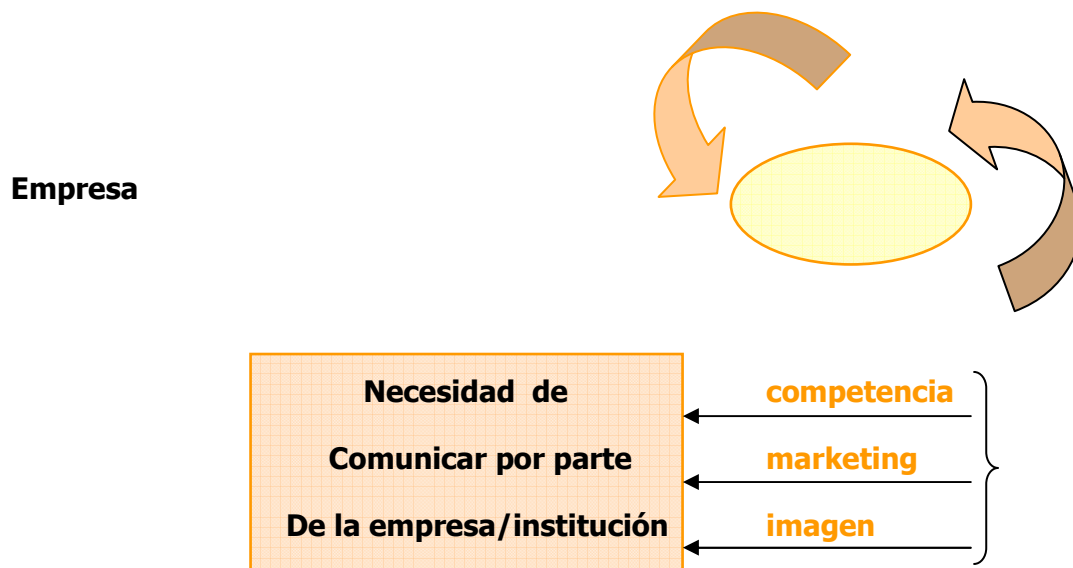 Empresa
Necesidad de competencia
Comunicar por parte marketing
De la empresa/institución imagen